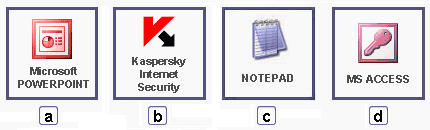 Microsoft
POWERPOINT
Kaspersky
Internet
Security
NOTEPAD
MS ACCESS
a
b
c
d